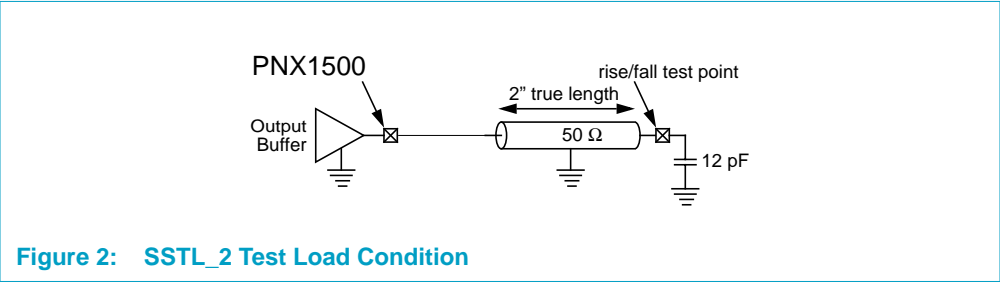 PNX1500
rise/fall test point
2” true length
Output
Buffer
50 Ω
12 pF
Figure 2: SSTL_2 Test Load Condition